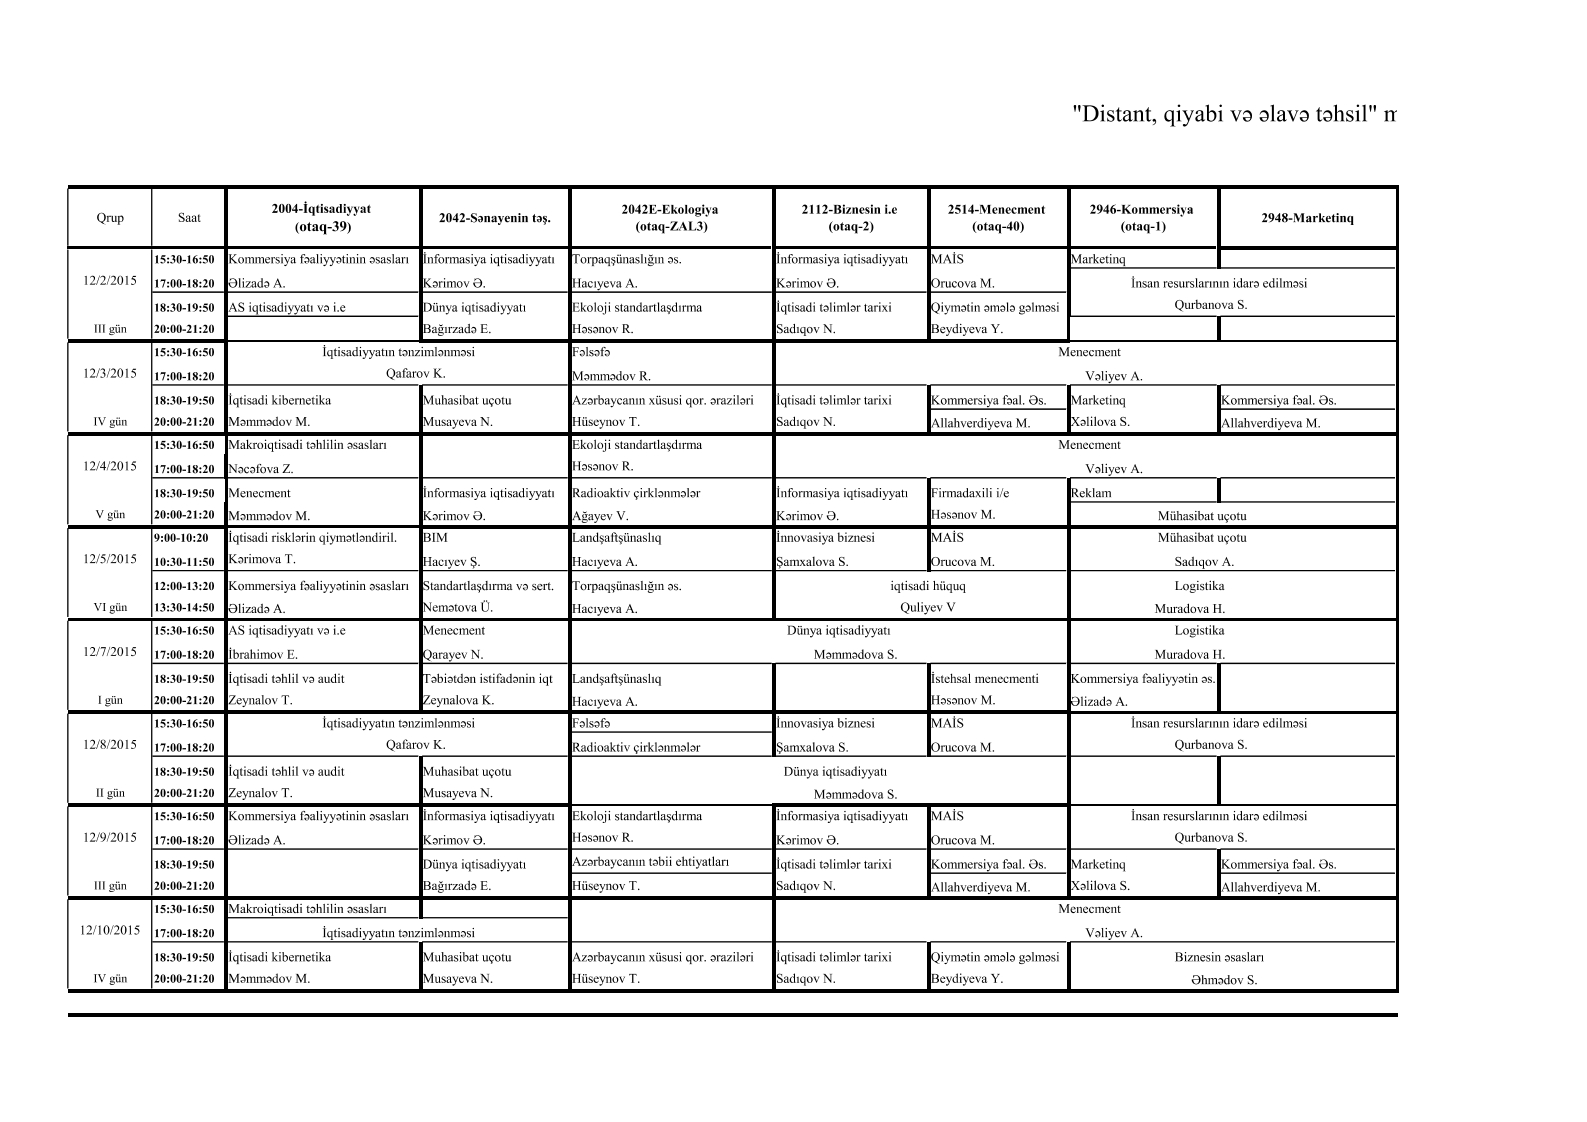 "Distant, qiyabi və əlavə təhsil" m
Qrup Saat 2004-İqtisadiyyat (otaq-39) 2042-Sənayenin təş. 2042E-Ekologiya (otaq-ZAL3) 2112-Biznesin i.e (otaq-2) 2514-Menecment (otaq-40) 2946-Kommersiya (otaq-1) 2948-Marketinq
15:30-16:50 Kommersiya fəaliyyətinin əsasları İnformasiya iqtisadiyyatı Torpaqşünaslığın əs. İnformasiya iqtisadiyyatı MAİS Marketinq
12/2/2015 17:00-18:20 Əlizadə A. Kərimov Ə. Hacıyeva A. Kərimov Ə. Orucova M. İnsan resurslarının idarə edilməsi
18:30-19:50 AS iqtisadiyyatı və i.e Dünya iqtisadiyyatı Ekoloji standartlaşdırma İqtisadi təlimlər tarixi Qiymətin əmələ gəlməsi Qurbanova S.
III gün 20:00-21:20 Bağırzadə E. Həsənov R. Sadıqov N. Beydiyeva Y.
15:30-16:50 İqtisadiyyatın tənzimlənməsi Fəlsəfə Menecment
12/3/2015 17:00-18:20 Qafarov K. Məmmədov R. Vəliyev A.
18:30-19:50 İqtisadi kibernetika Muhasibat uçotu Azərbaycanın xüsusi qor. əraziləri İqtisadi təlimlər tarixi Kommersiya fəal. Əs. Marketinq Kommersiya fəal. Əs.
IV gün 20:00-21:20 Məmmədov M. Musayeva N. Hüseynov T. Sadıqov N. Allahverdiyeva M. Xəlilova S. Allahverdiyeva M.
15:30-16:50 Makroiqtisadi təhlilin əsasları Ekoloji standartlaşdırma Menecment
12/4/2015 17:00-18:20 Nəcəfova Z. Həsənov R. Vəliyev A.
18:30-19:50 Menecment İnformasiya iqtisadiyyatı Radioaktiv çirklənmələr İnformasiya iqtisadiyyatı Firmadaxili i/e Reklam
V gün 20:00-21:20 Məmmədov M. Kərimov Ə. Ağayev V. Kərimov Ə. Həsənov M. Mühasibat uçotu
9:00-10:20 İqtisadi risklərin qiymətləndiril. BIM Landşaftşünaslıq İnnovasiya biznesi MAİS Mühasibat uçotu
12/5/2015 10:30-11:50 Kərimova T. Hacıyev Ş. Hacıyeva A. Şamxalova S. Orucova M. Sadıqov A.
12:00-13:20 Kommersiya fəaliyyətinin əsasları Standartlaşdırma və sert. Torpaqşünaslığın əs. iqtisadi hüquq Logistika
VI gün 13:30-14:50 Əlizadə A. Nemətova Ü. Hacıyeva A. Quliyev V Muradova H.
15:30-16:50 AS iqtisadiyyatı və i.e Menecment Dünya iqtisadiyyatı Logistika
12/7/2015 17:00-18:20 İbrahimov E. Qarayev N. Məmmədova S. Muradova H.
18:30-19:50 İqtisadi təhlil və audit Təbiətdən istifadənin iqt Landşaftşünaslıq İstehsal menecmenti Kommersiya fəaliyyətin əs.
I gün 20:00-21:20 Zeynalov T. Zeynalova K. Hacıyeva A. Həsənov M. Əlizadə A.
15:30-16:50 İqtisadiyyatın tənzimlənməsi Fəlsəfə İnnovasiya biznesi MAİS İnsan resurslarının idarə edilməsi
12/8/2015 17:00-18:20 Qafarov K. Radioaktiv çirklənmələr Şamxalova S. Orucova M. Qurbanova S.
18:30-19:50 İqtisadi təhlil və audit Muhasibat uçotu Dünya iqtisadiyyatı
II gün 20:00-21:20 Zeynalov T. Musayeva N. Məmmədova S.
15:30-16:50 Kommersiya fəaliyyətinin əsasları İnformasiya iqtisadiyyatı Ekoloji standartlaşdırma İnformasiya iqtisadiyyatı MAİS İnsan resurslarının idarə edilməsi
12/9/2015 17:00-18:20 Əlizadə A. Kərimov Ə. Həsənov R. Kərimov Ə. Orucova M. Qurbanova S.
18:30-19:50 Dünya iqtisadiyyatı Azərbaycanın təbii ehtiyatları İqtisadi təlimlər tarixi Kommersiya fəal. Əs. Marketinq Kommersiya fəal. Əs.
III gün 20:00-21:20 Bağırzadə E. Hüseynov T. Sadıqov N. Allahverdiyeva M. Xəlilova S. Allahverdiyeva M.
15:30-16:50 Makroiqtisadi təhlilin əsasları Menecment
12/10/2015 17:00-18:20 İqtisadiyyatın tənzimlənməsi Vəliyev A.
18:30-19:50 İqtisadi kibernetika Muhasibat uçotu Azərbaycanın xüsusi qor. əraziləri İqtisadi təlimlər tarixi Qiymətin əmələ gəlməsi Biznesin əsasları
IV gün 20:00-21:20 Məmmədov M. Musayeva N. Hüseynov T. Sadıqov N. Beydiyeva Y. Əhmədov S.